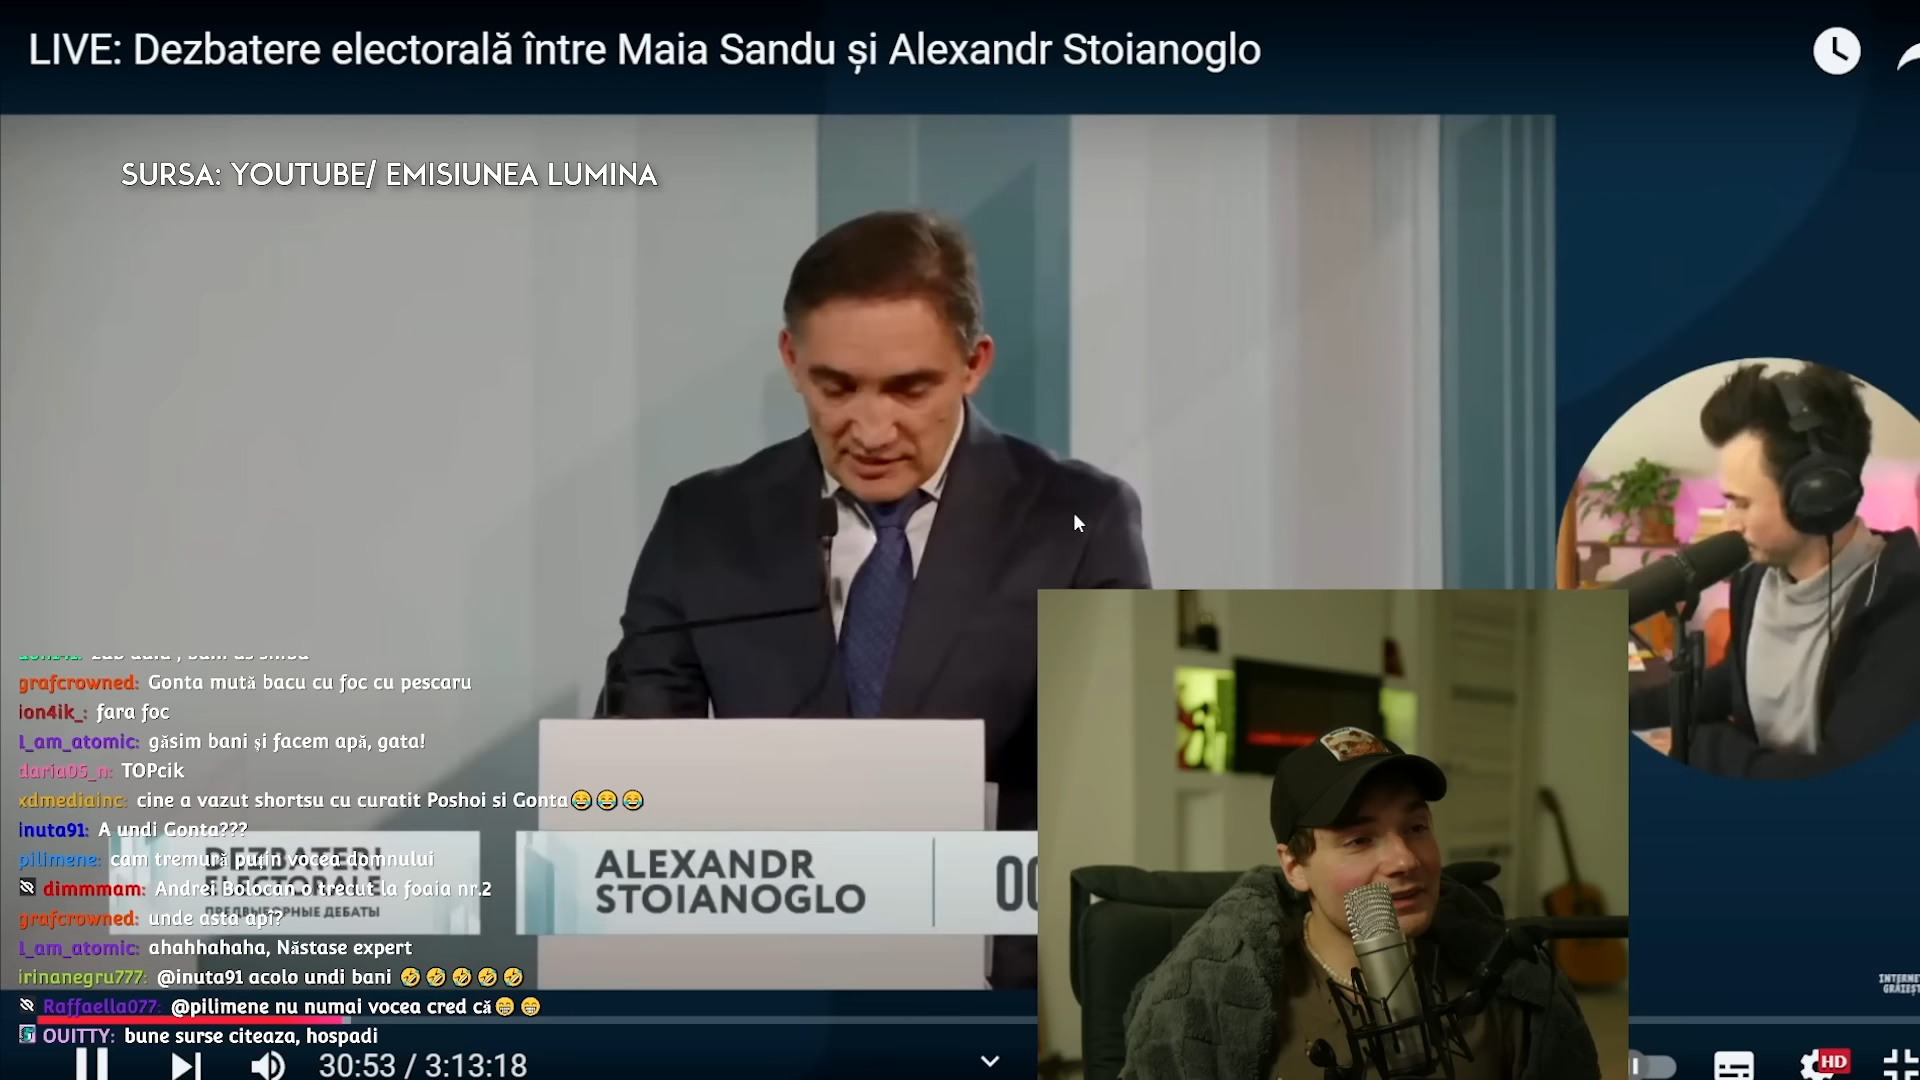 LIVE: Dezbatere electorală între Maia Sandu și Alexandr Stoianoglo
SURSA: YOUTUBE/ EMISIUNEA LUMINA
grafcrowned: Gonta mută bacu cu foc cu pescaru
ion4ik_: fara foc
I_am_atomic: găsim bani și facem apă, gata!
daria05_n: TOPcik
xdmediainc: cine a vazut shortsu cu curatit Poshoi si Gonta😂😂😂
inuta91: A undi Gonta???
pilimene: cam tremură puțin vocea domnului
dimmmam: Andrei Bolocan o trecut la foaia nr.2
grafcrowned: unde asta apî?
I_am_atomic: ahahhahaha, Năstase expert
irinanegru777: @inuta91 acolo undi bani 🤣🤣🤣🤣🤣
Raffaella077: @pilimene nu numai vocea cred că😁😁
OUITTY: bune surse citeaza, hospadi
DEZBATERI
ELECTORALE
ПРЕДВЫБОРНЫЕ ДЕБАТЫ
ALEXANDR
STOIANOGLO
00
30:53 / 3:13:18
HD